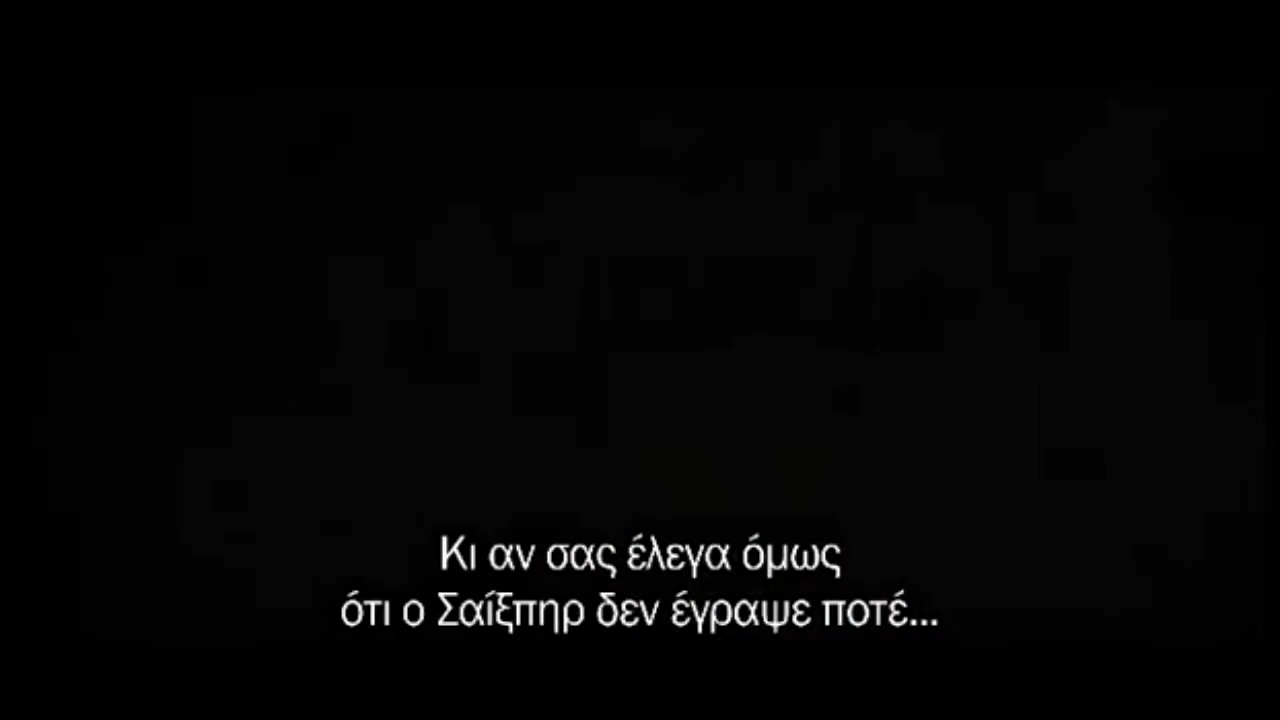 Κι αν σας έλεγα όμως
ότι ο Σαίξπηρ δεν έγραψε ποτέ...